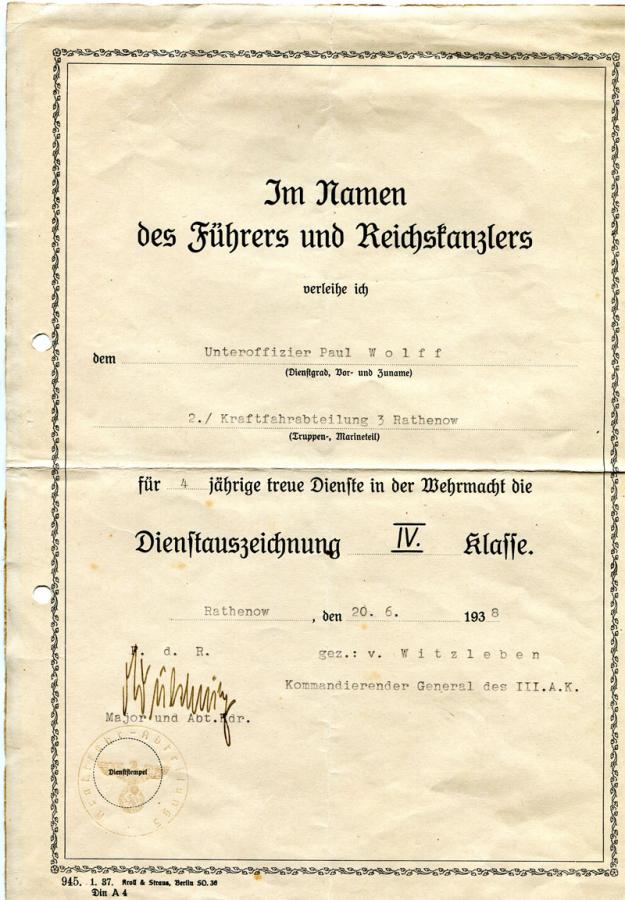 Im Namen
des Führers und Reichskanzlers
verleihe ich
dem Unteroffizier Paul W o l f f
(Dienstgrad, Vor- und Zuname)
2./ Kraftfahrabteilung 3 Rathenow
(Truppen-, Marineteil)
für 4 jährige treue Dienste in der Wehrmacht die
Dienstauszeichnung IV. Klasse.
Rathenow, den 20. 6. 1938
F. d. R. gez.: v. W i t z l e b e n
Kommandierender General des III.A.K.
Major und Abt.Kdr.
Kraftfahr-Abteilung 3
Dienststempel
945. 1. 37. Kroll & Straus, Berlin SO. 36
Din A 4